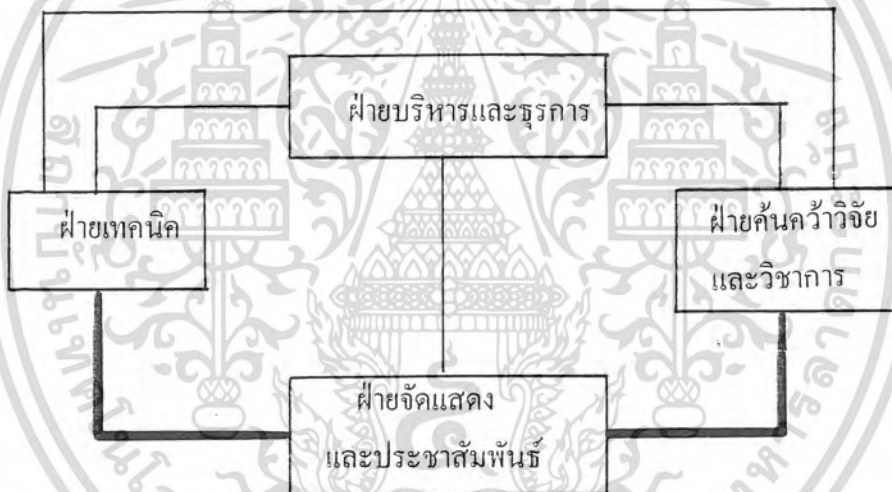 ฝ่ายบริหารและธุรการ
ฝ่ายเทคนิค
ฝ่ายค้นคว้าวิจัย
และวิชาการ
ฝ่ายจัดแสดง
และประชาสัมพันธ์